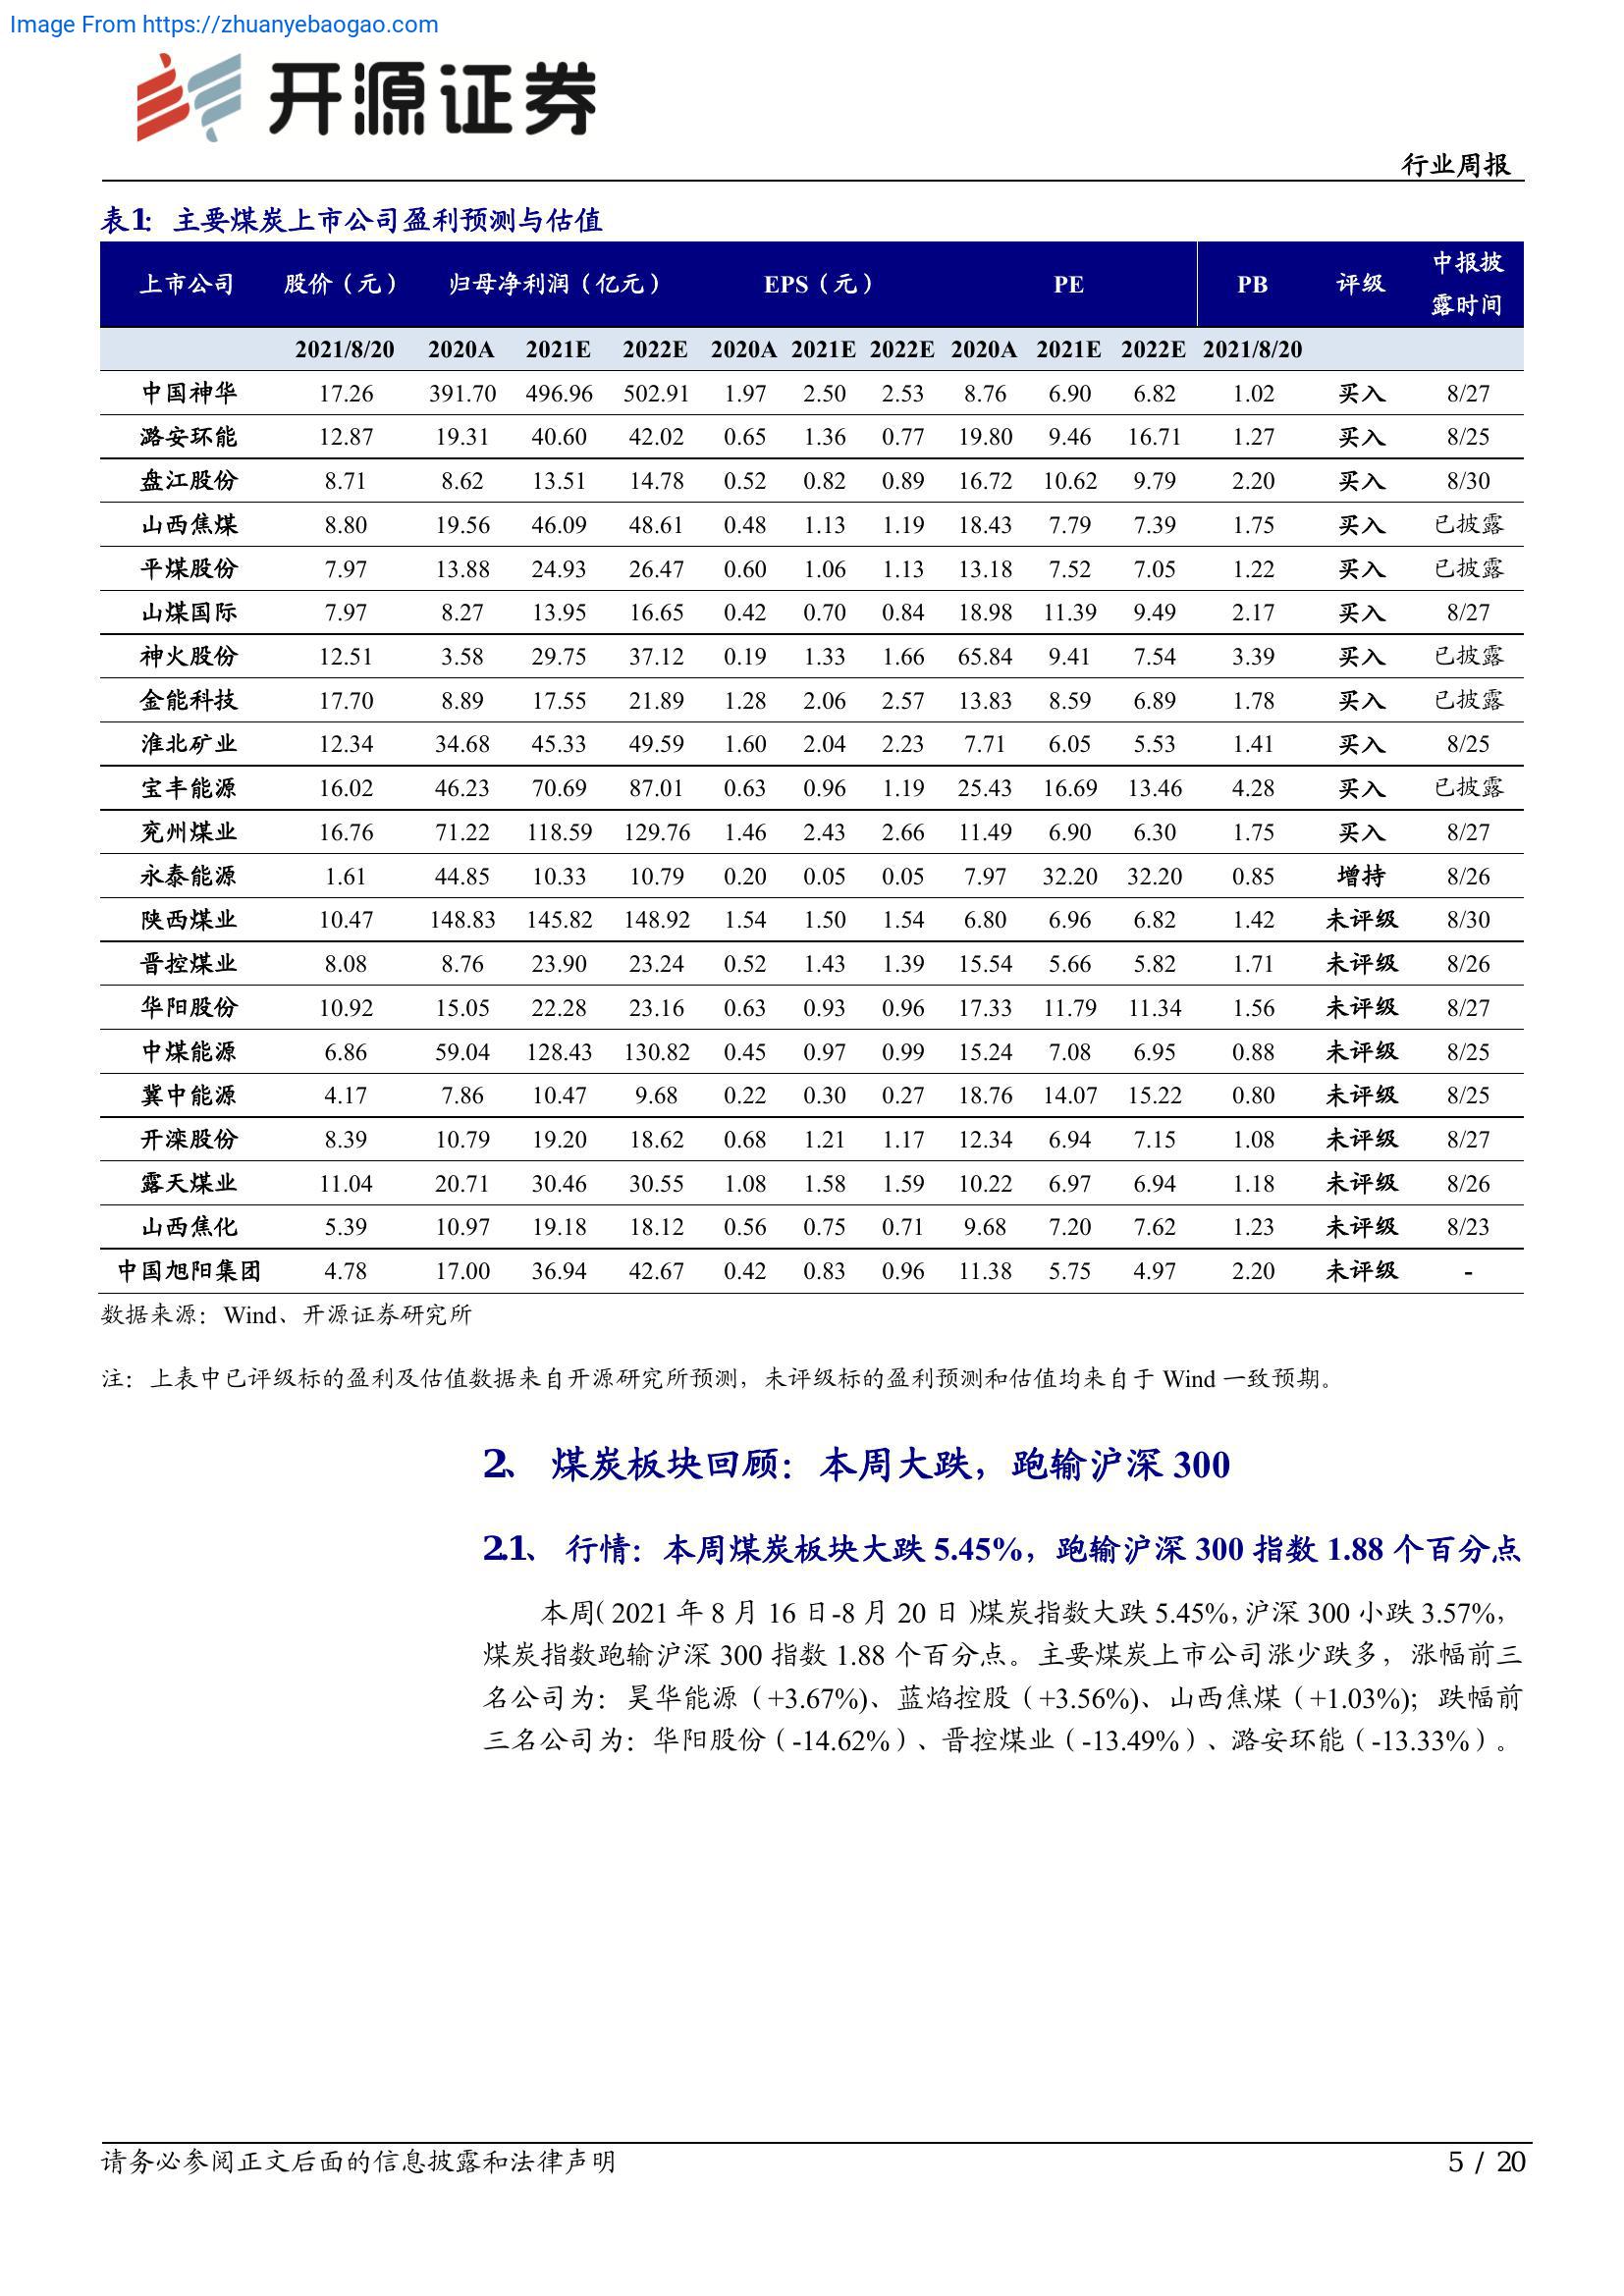 Image From https://zhuanyebaogao.com
开源证券
行业周报
表1: 主要煤炭上市公司盈利预测与估值
上市公司 股价（元） 归母净利润（亿元） EPS（元） PE PB 评级 中报披露时间
2021/8/20 2020A 2021E 2022E 2020A 2021E 2022E 2020A 2021E 2022E 2021/8/20
中国神华 17.26 391.70 496.96 502.91 1.97 2.50 2.53 8.76 6.90 6.82 1.02 买入 8/27
潞安环能 12.87 19.31 40.60 42.02 0.65 1.36 0.77 19.80 9.46 16.71 1.27 买入 8/25
盘江股份 8.71 8.62 13.51 14.78 0.52 0.82 0.89 16.72 10.62 9.79 2.20 买入 8/30
山西焦煤 8.80 19.56 46.09 48.61 0.48 1.13 1.19 18.43 7.79 7.39 1.75 买入 已披露
平煤股份 7.97 13.88 24.93 26.47 0.60 1.06 1.13 13.18 7.52 7.05 1.22 买入 已披露
山煤国际 7.97 8.27 13.95 16.65 0.42 0.70 0.84 18.98 11.39 9.49 2.17 买入 8/27
神火股份 12.51 3.58 29.75 37.12 0.19 1.33 1.66 65.84 9.41 7.54 3.39 买入 已披露
金能科技 17.70 8.89 17.55 21.89 1.28 2.06 2.57 13.83 8.59 6.89 1.78 买入 已披露
淮北矿业 12.34 34.68 45.33 49.59 1.60 2.04 2.23 7.71 6.05 5.53 1.41 买入 8/25
宝丰能源 16.02 46.23 70.69 87.01 0.63 0.96 1.19 25.43 16.69 13.46 4.28 买入 已披露
兖州煤业 16.76 71.22 118.59 129.76 1.46 2.43 2.66 11.49 6.90 6.30 1.75 买入 8/27
永泰能源 1.61 44.85 10.33 10.79 0.20 0.05 0.05 7.97 32.20 32.20 0.85 增持 8/26
陕西煤业 10.47 148.83 145.82 148.92 1.54 1.50 1.54 6.80 6.96 6.82 1.42 未评级 8/30
晋控煤业 8.08 8.76 23.90 23.24 0.52 1.43 1.39 15.54 5.66 5.82 1.71 未评级 8/26
华阳股份 10.92 15.05 22.28 23.16 0.63 0.93 0.96 17.33 11.79 11.34 1.56 未评级 8/27
中煤能源 6.86 59.04 128.43 130.82 0.45 0.97 0.99 15.24 7.08 6.95 0.88 未评级 8/25
冀中能源 4.17 7.86 10.47 9.68 0.22 0.30 0.27 18.76 14.07 15.22 0.80 未评级 8/25
开滦股份 8.39 10.79 19.20 18.62 0.68 1.21 1.17 12.34 6.94 7.15 1.08 未评级 8/27
露天煤业 11.04 20.71 30.46 30.55 1.08 1.58 1.59 10.22 6.97 6.94 1.18 未评级 8/26
山西焦化 5.39 10.97 19.18 18.12 0.56 0.75 0.71 9.68 7.20 7.62 1.23 未评级 8/23
中国旭阳集团 4.78 17.00 36.94 42.67 0.42 0.83 0.96 11.38 5.75 4.97 2.20 未评级 -
数据来源：Wind、开源证券研究所
注：上表中已评级标的盈利及估值数据来自开源研究所预测，未评级标的盈利预测和估值均来自于 Wind 一致预期。
2、 煤炭板块回顾：本周大跌，跑输沪深 300
2.1、 行情：本周煤炭板块大跌 5.45%，跑输沪深 300 指数 1.88 个百分点
本周（2021 年 8 月 16 日-8 月 20 日）煤炭指数大跌 5.45%，沪深 300 小跌 3.57%，
煤炭指数跑输沪深 300 指数 1.88 个百分点。主要煤炭上市公司涨少跌多，涨幅前三
名公司为：昊华能源（+3.67%)、蓝焰控股（+3.56%)、山西焦煤（+1.03%)；跌幅前
三名公司为：华阳股份（-14.62%）、晋控煤业（-13.49%）、潞安环能（-13.33%）。
请务必参阅正文后面的信息披露和法律声明
5 / 20